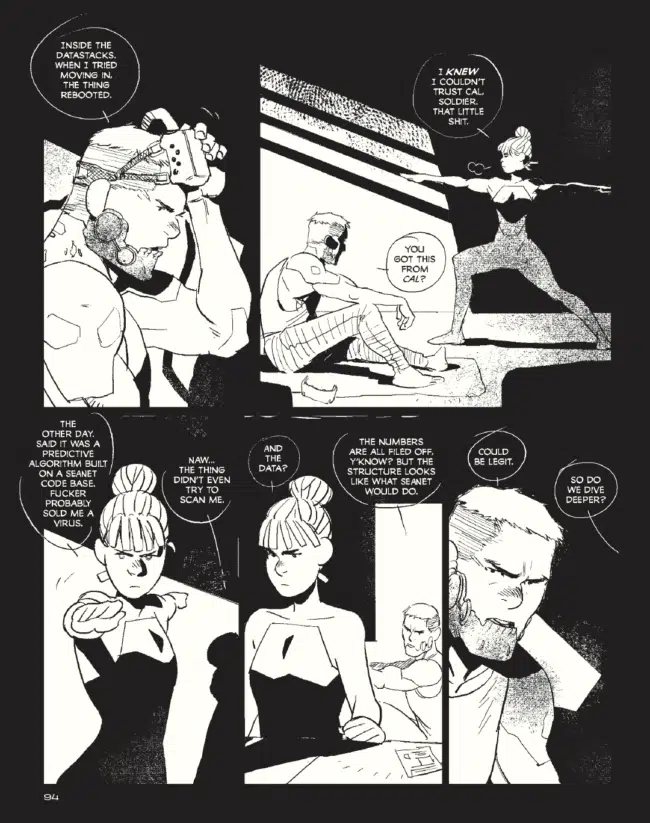 INSIDE THE
DATASTACKS.
WHEN I TRIED
MOVING IN,
THE THING
REBOOTED.
I KNEW
I COULDN'T
TRUST CAL,
SOLDIER.
THAT LITTLE
SHIT.
YOU
GOT THIS
FROM
CAL?
THE
OTHER DAY.
SAID IT WAS A
PREDICTIVE
ALGORITHM BUILT
ON A SEANET
CODE BASE.
FUCKER
PROBABLY
SOLD ME A
VIRUS.
NAW...
THE THING
DIDN'T EVEN
TRY TO
SCAN ME.
AND
THE
DATA?
THE NUMBERS
ARE ALL FILED OFF,
Y'KNOW? BUT THE
STRUCTURE LOOKS
LIKE WHAT SEANET
WOULD DO.
COULD
BE LEGIT.
SO DO
WE DIVE
DEEPER?
94